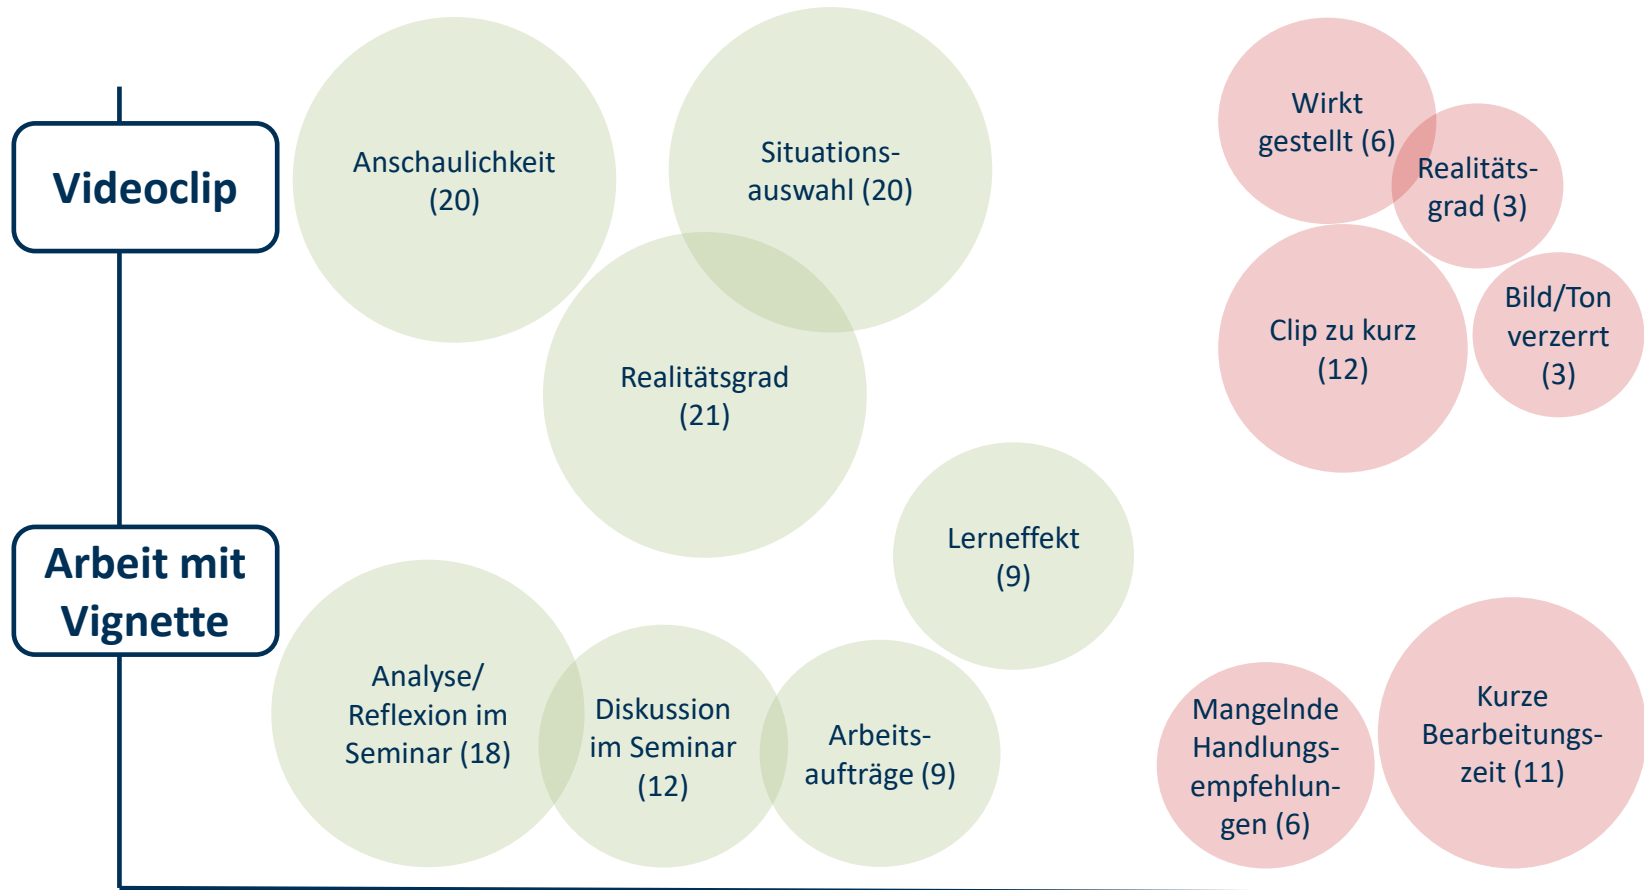 Videoclip
Anschaulichkeit
(20)
Situations-
auswahl (20)
Realitätsgrad
(21)
Wirkt
gestellt (6)
Realitäts-
grad (3)
Clip zu kurz
(12)
Bild/Ton
verzerrt
(3)
Arbeit mit
Vignette
Lerneffekt
(9)
Analyse/
Reflexion im
Seminar (18)
Diskussion
im Seminar
(12)
Arbeits-
aufträge (9)
Mangelnde
Handlungs-
empfehlun-
gen (6)
Kurze
Bearbeitungs-
zeit (11)